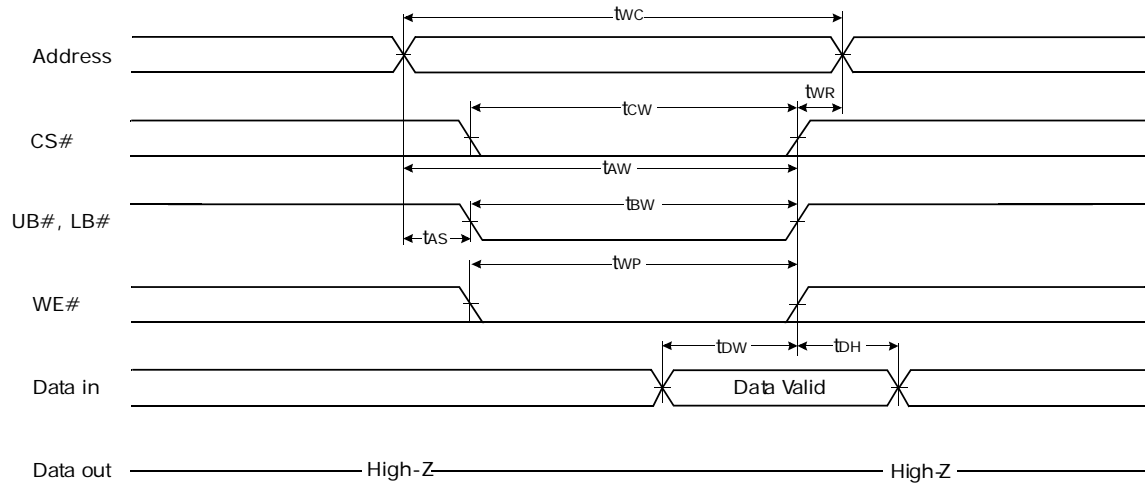 tWC
Address
tWR
tCW
CS#
tAW
tBW
UB#, LB#
tAS
tWP
WE#
tDW
tDH
Data in
Data Valid
Data out
High-Z
High-Z